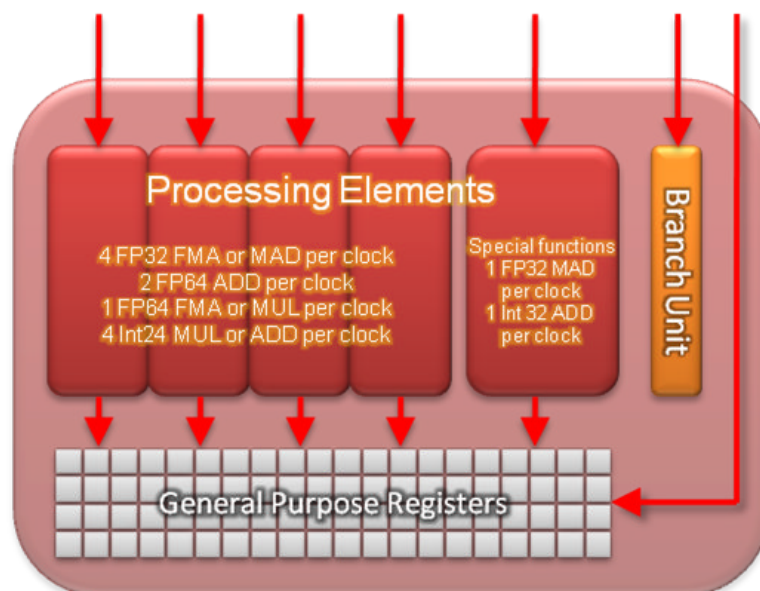 Processing Elements
4 FP32 FMA or MAD per clock
2 FP64 ADD per clock
1 FP64 FMA or MUL per clock
4 Int24 MUL or ADD per clock
Special functions
1 FP32 MAD
per clock
1 Int 32 ADD
per clock
Branch Unit
General Purpose Registers